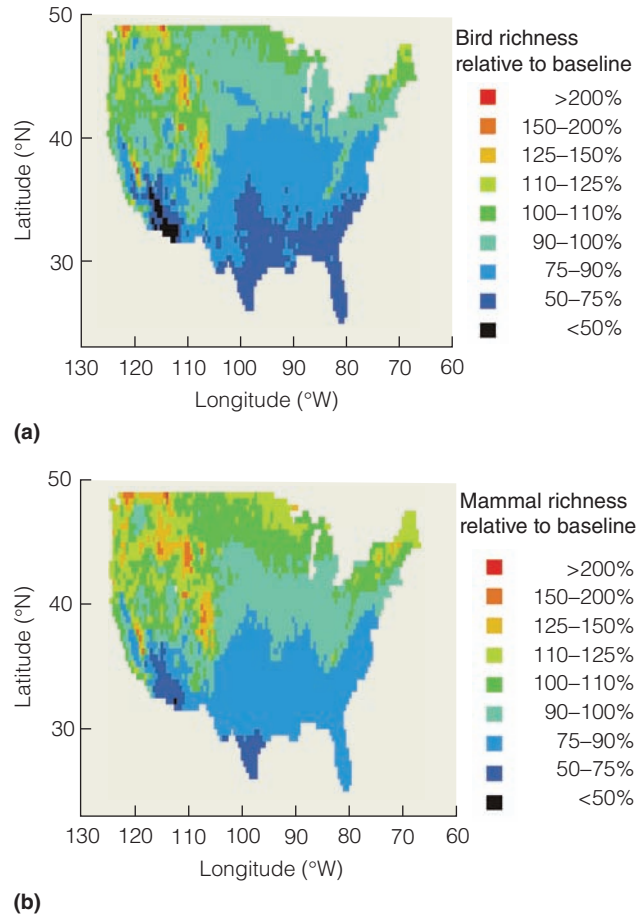 50
40
30
Latitude (°N)
130 120 110 100 90 80 70 60
Longitude (°W)
Bird richness
relative to baseline
>200%
150–200%
125–150%
110–125%
100–110%
90–100%
75–90%
50–75%
<50%
(a)
50
40
30
Latitude (°N)
130 120 110 100 90 80 70 60
Longitude (°W)
Mammal richness
relative to baseline
>200%
150–200%
125–150%
110–125%
100–110%
90–100%
75–90%
50–75%
<50%
(b)